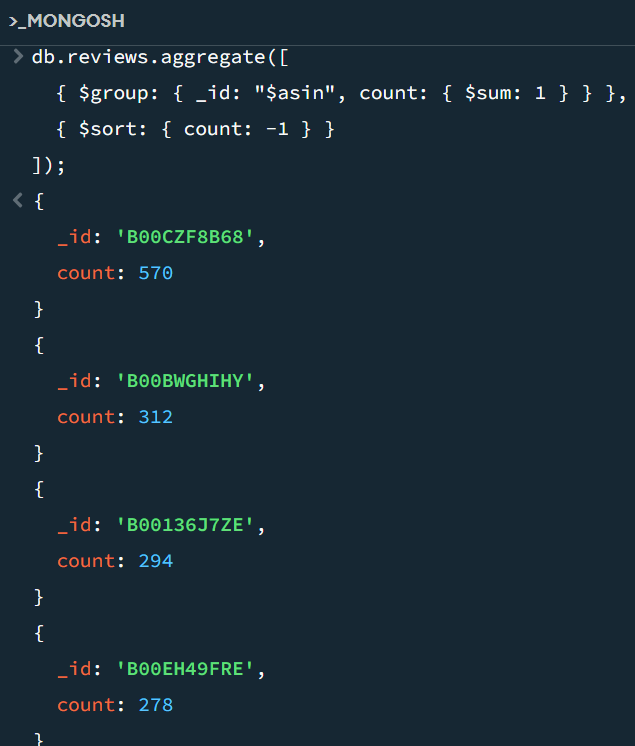 >_MONGOSH
> db.reviews.aggregate([
{ $group: { _id: "$asin", count: { $sum: 1 } } },
{ $sort: { count: -1 } }
]);
< {
_id: 'B00CZF8B68',
count: 570
}
{
_id: 'B00BWGHIHY',
count: 312
}
{
_id: 'B00136J7ZE',
count: 294
}
{
_id: 'B00EH49FRE',
count: 278
}